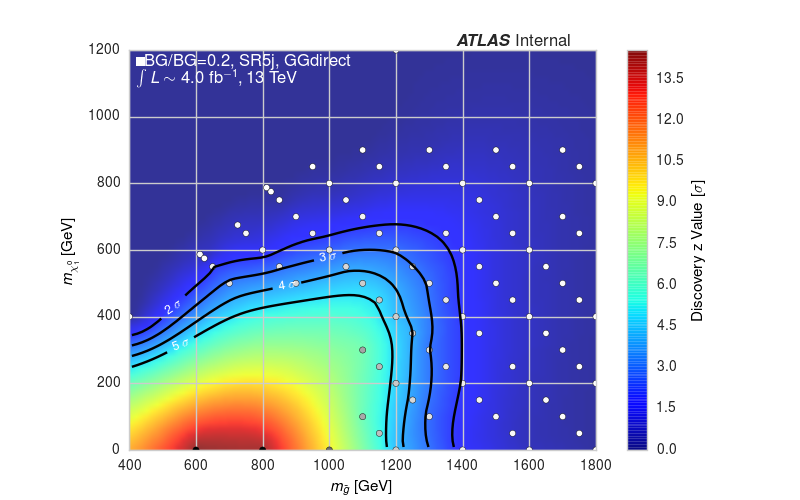 ATLAS Internal
BG/BG=0.2, SR5j, GGdirect
∫ L ∼ 4.0 fb⁻¹, 13 TeV
1200
1000
800
600
400
200
0
m_χ̃₁⁰ [GeV]
2 σ
3 σ
4 σ
5 σ
400
600
800
1000
1200
1400
1600
1800
m_g̃ [GeV]
13.5
12.0
10.5
9.0
7.5
6.0
4.5
3.0
1.5
0.0
Discovery z Value [σ]